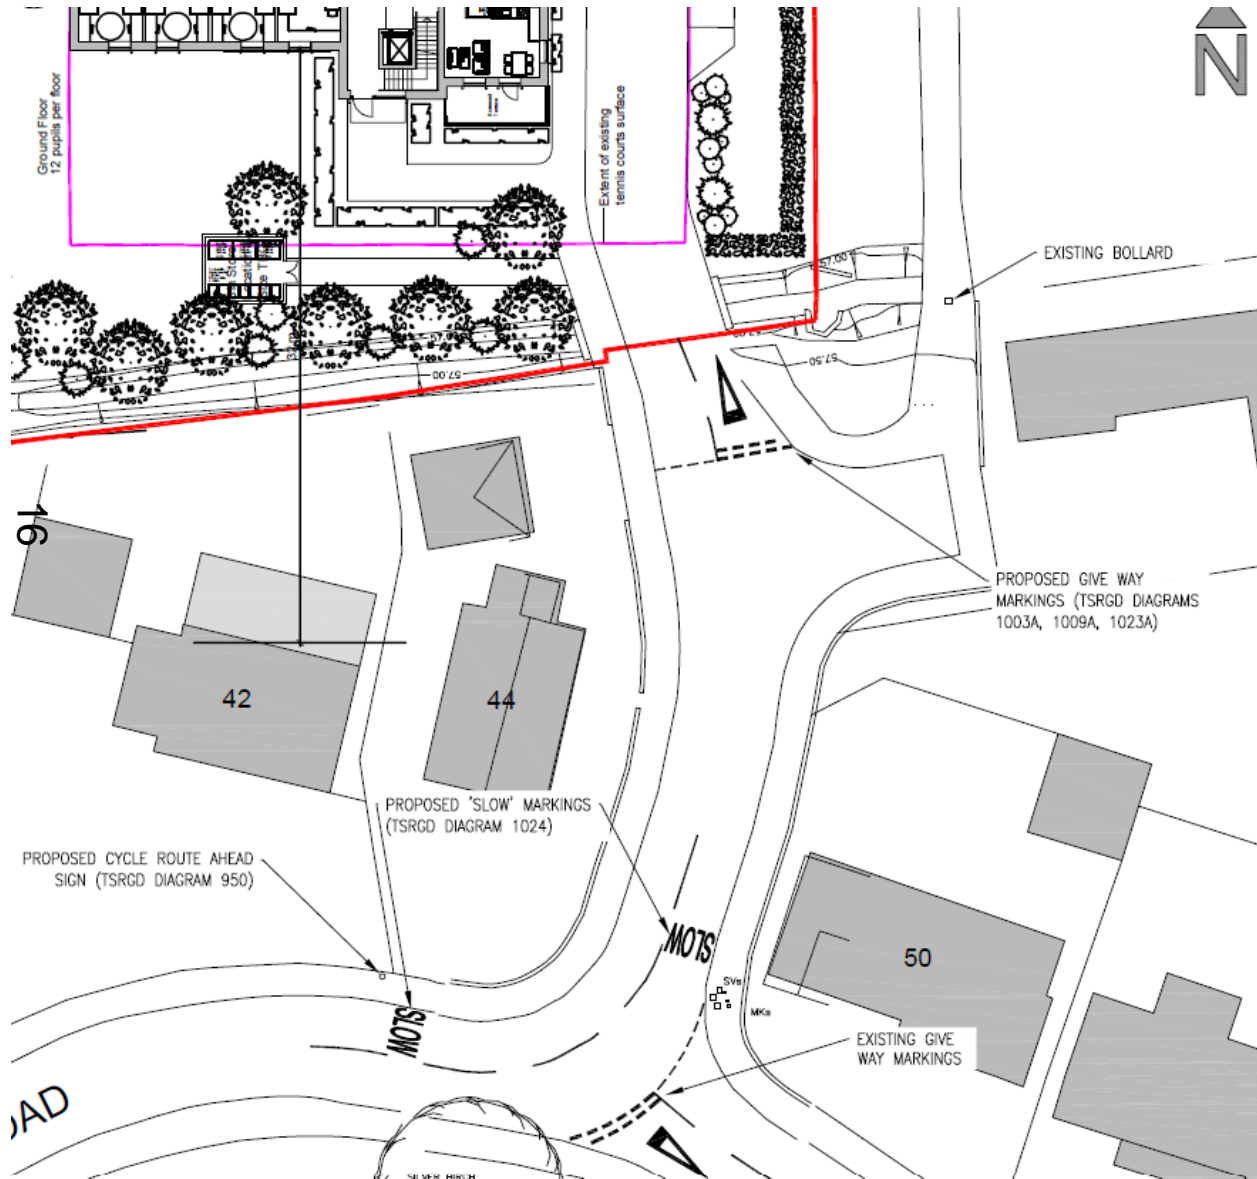 N
Ground Floor
12 pupils per floor
Extent of existing
tennis courts surface
57.00
EXISTING BOLLARD
57.50
57.00
16
PROPOSED GIVE WAY
MARKINGS (TSRGD DIAGRAMS
1003A, 1009A, 1023A)
42
44
PROPOSED 'SLOW' MARKINGS
(TSRGD DIAGRAM 1024)
PROPOSED CYCLE ROUTE AHEAD
SIGN (TSRGD DIAGRAM 950)
SLOW
50
SVs
MKs
SLOW
EXISTING GIVE
WAY MARKINGS
OAD
SILVER BIRCH